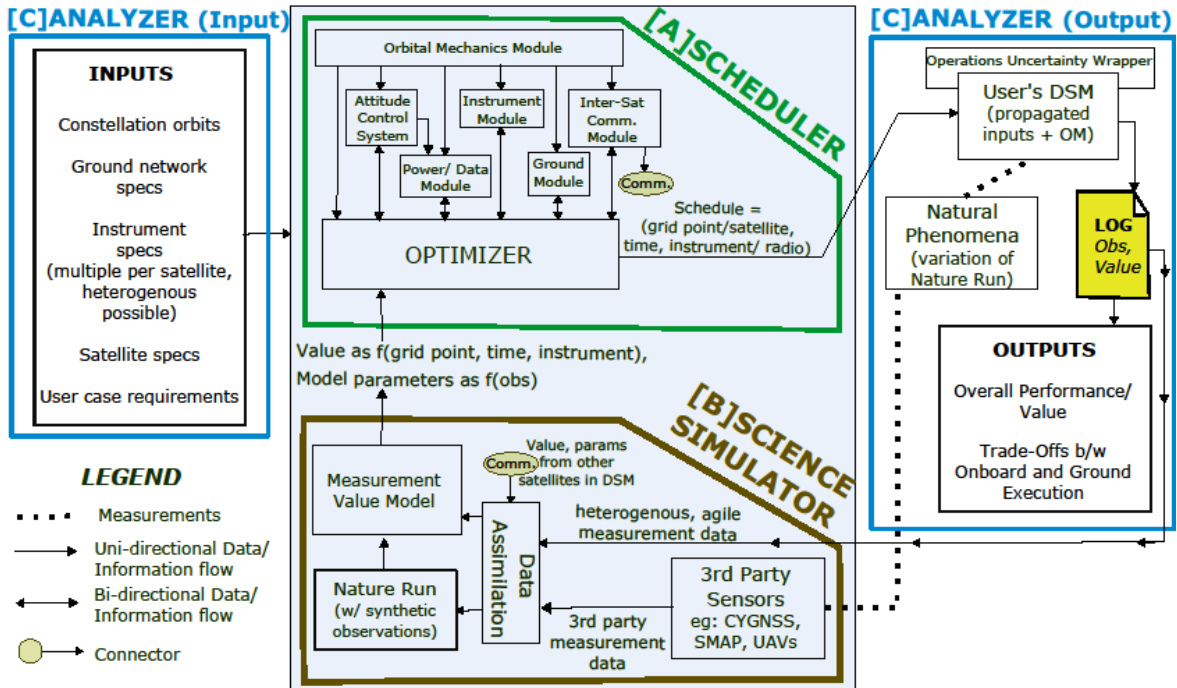 [C]ANALYZER (Input)
INPUTS
Constellation orbits
Ground network
specs
Instrument
specs
(multiple per satellite,
heterogenous
possible)
Satellite specs
User case requirements
LEGEND
Measurements
Uni-directional Data/
Information flow
Bi-directional Data/
Information flow
Connector
[A]SCHEDULER
Orbital Mechanics Module
Attitude
Control
System
Instrument
Module
Inter-Sat
Comm.
Module
Power/ Data
Module
Ground
Module
Comm.
OPTIMIZER
Schedule =
(grid point/satellite,
time, instrument/ radio)
Value as f(grid point, time, instrument),
Model parameters as f(obs)
[B]SCIENCE
SIMULATOR
Measurement
Value Model
Comm.
Value, params
from other
satellites in DSM
Data
Assimilation
heterogenous, agile
measurement data
Nature Run
(w/ synthetic
observations)
3rd party
measurement
data
3rd Party
Sensors
eg: CYGNSS,
SMAP, UAVs
[C]ANALYZER (Output)
Operations Uncertainty Wrapper
User's DSM
(propagated
inputs + OM)
Natural
Phenomena
(variation of
Nature Run)
LOG
Obs,
Value
OUTPUTS
Overall Performance/
Value
Trade-Offs b/w
Onboard and Ground
Execution